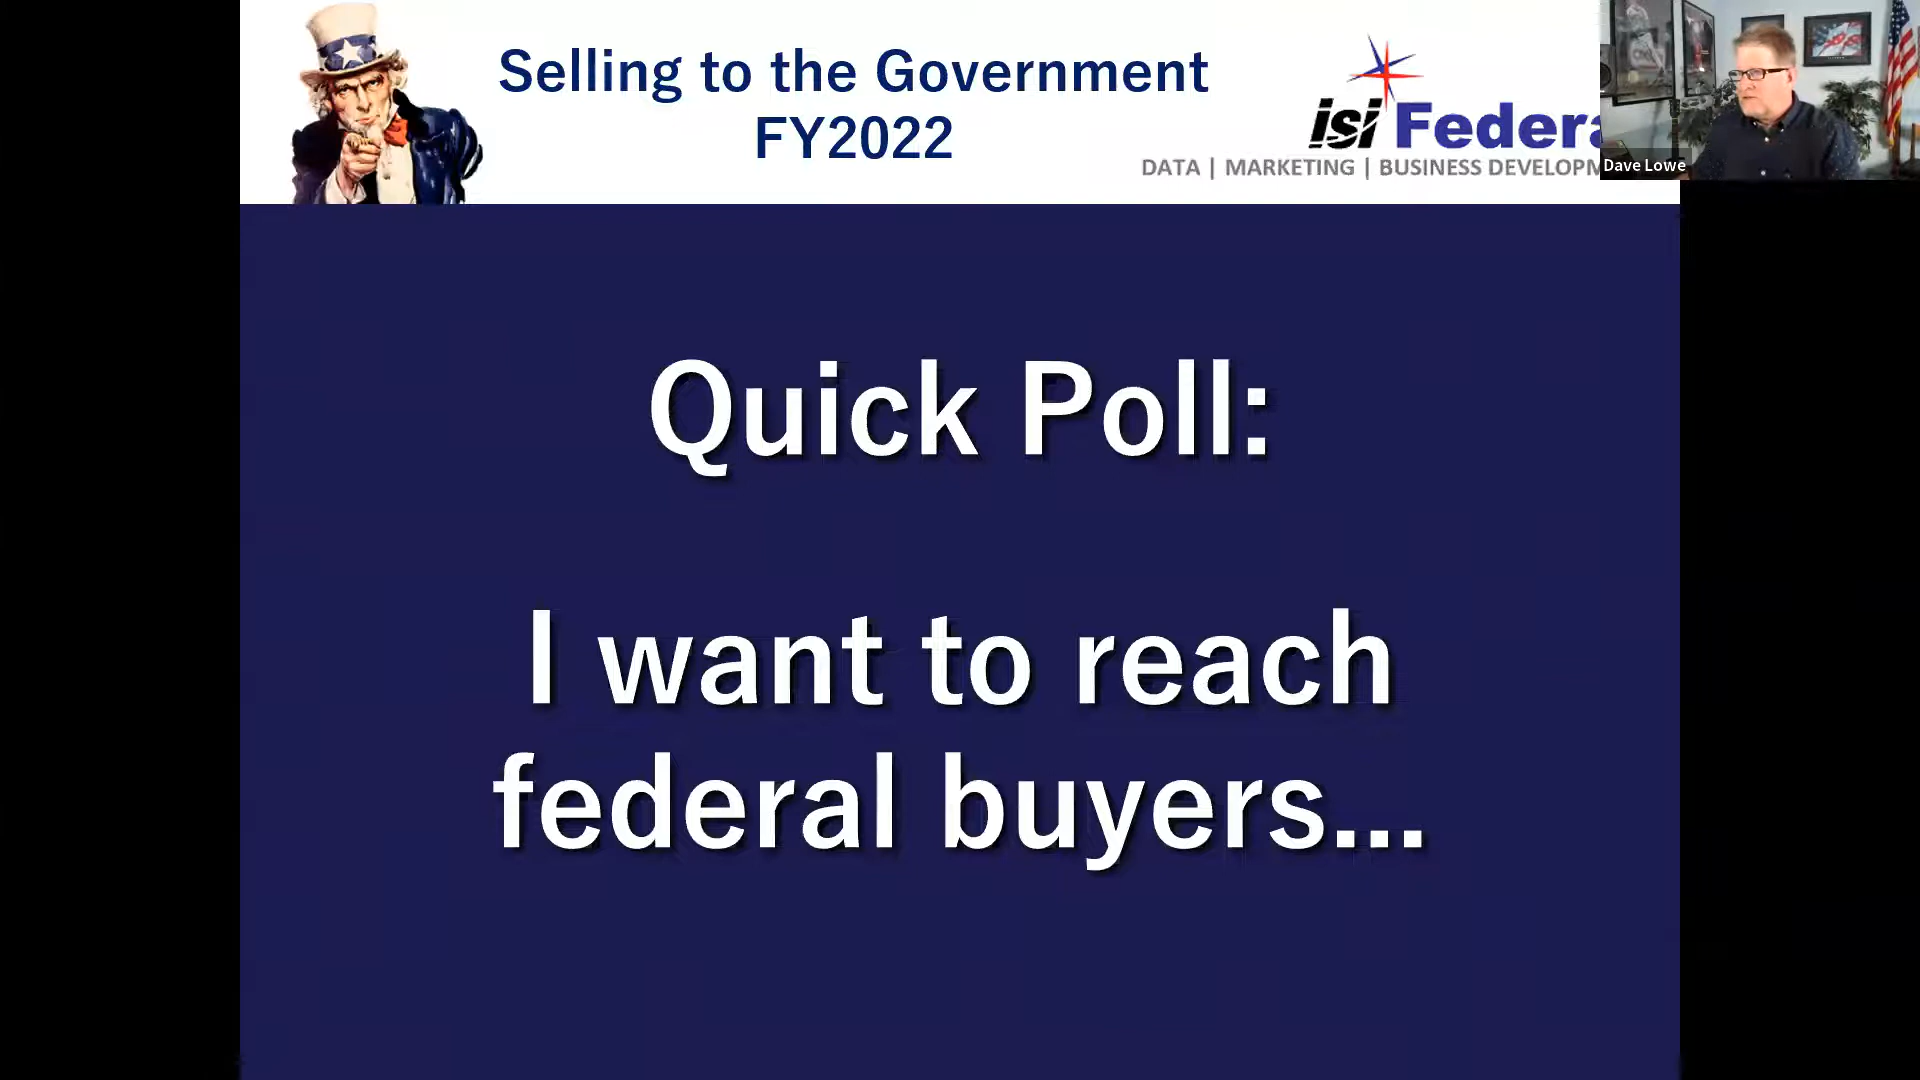 Selling to the Government
FY2022
isi Federa
DATA | MARKETING | BUSINESS DEVELOPM
Dave Lowe
Quick Poll:
I want to reach
federal buyers...